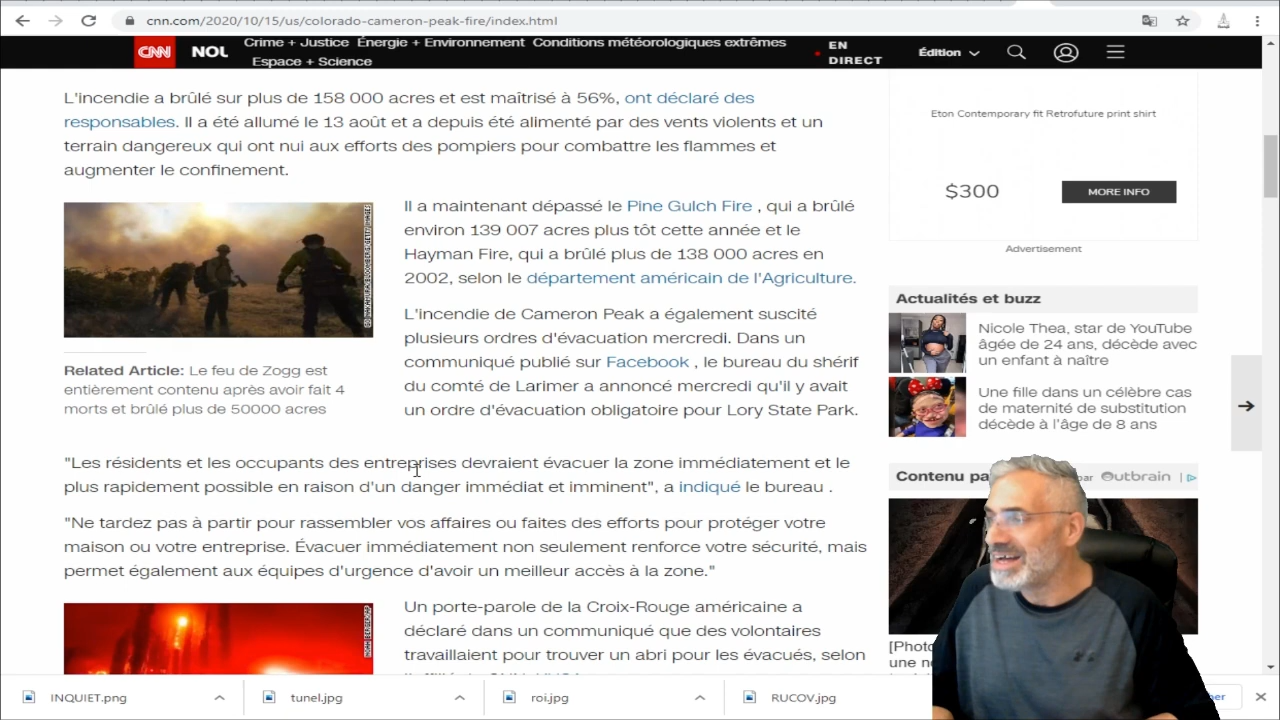 cnn.com/2020/10/15/us/colorado-cameron-peak-fire/index.html
CNN
NOUS
Crime + Justice Énergie + Environnement Conditions météorologiques extrêmes
Espace + Science
EN
DIRECT
Édition
L'incendie a brûlé sur plus de 158 000 acres et est maîtrisé à 56%, ont déclaré des
responsables. Il a été allumé le 13 août et a depuis été alimenté par des vents violents et un
terrain dangereux qui ont nui aux efforts des pompiers pour combattre les flammes et
augmenter le confinement.
Related Article: Le feu de Zogg est
entièrement contenu après avoir fait 4
morts et brûlé plus de 50000 acres
Il a maintenant dépassé le Pine Gulch Fire , qui a brûlé
environ 139 007 acres plus tôt cette année et le
Hayman Fire, qui a brûlé plus de 138 000 acres en
2002, selon le département américain de l'Agriculture.
L'incendie de Cameron Peak a également suscité
plusieurs ordres d'évacuation mercredi. Dans un
communiqué publié sur Facebook , le bureau du shérif
du comté de Larimer a annoncé mercredi qu'il y avait
un ordre d'évacuation obligatoire pour Lory State Park.
"Les résidents et les occupants des entreprises devraient évacuer la zone immédiatement et le
plus rapidement possible en raison d'un danger immédiat et imminent", a indiqué le bureau .
"Ne tardez pas à partir pour rassembler vos affaires ou faites des efforts pour protéger votre
maison ou votre entreprise. Évacuer immédiatement non seulement renforce votre sécurité, mais
permet également aux équipes d'urgence d'avoir un meilleur accès à la zone."
Un porte-parole de la Croix-Rouge américaine a
déclaré dans un communiqué que des volontaires
travaillaient pour trouver un abri pour les évacués, selon
Eton Contemporary fit Retrofuture print shirt
$300
MORE INFO
Advertisement
Actualités et buzz
Nicole Thea, star de YouTube
âgée de 24 ans, décède avec
un enfant à naître
Une fille dans un célèbre cas
de maternité de substitution
décède à l'âge de 8 ans
Contenu
par
Outbrain
une
INQUIET.png
tunel.jpg
roi.jpg
RUCOV.jpg